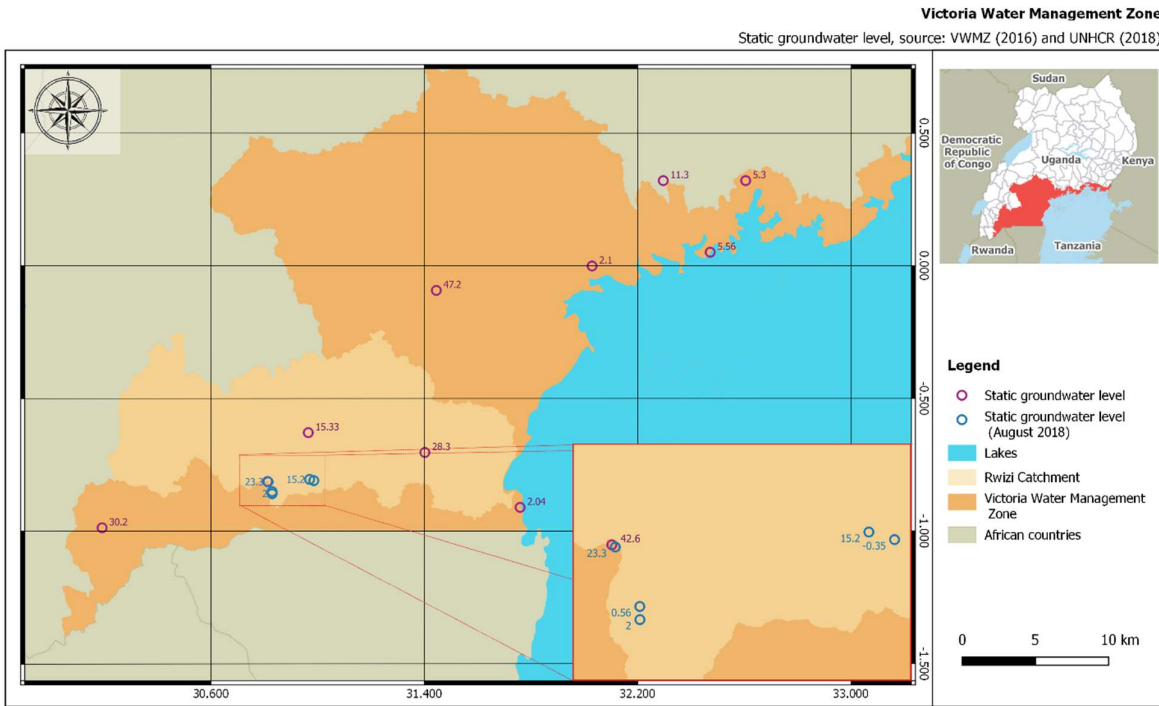 Victoria Water Management Zone
Static groundwater level, source: VWMZ (2016) and UNHCR (2018)
11.3
5.3
5.56
2.1
47.2
15.33
28.3
23.3
15.2
2
2.04
30.2
42.6
23.3
15.2
-0.35
0.56
2
0.500
0.000
-0.500
-1.000
-1.500
30.600
31.400
32.200
33.000
Sudan
Democratic
Republic
of Congo
Uganda
Kenya
Rwanda
Tanzania
Legend
Static groundwater level
Static groundwater level
(August 2018)
Lakes
Rwizi Catchment
Victoria Water Management
Zone
African countries
0
5
10 km